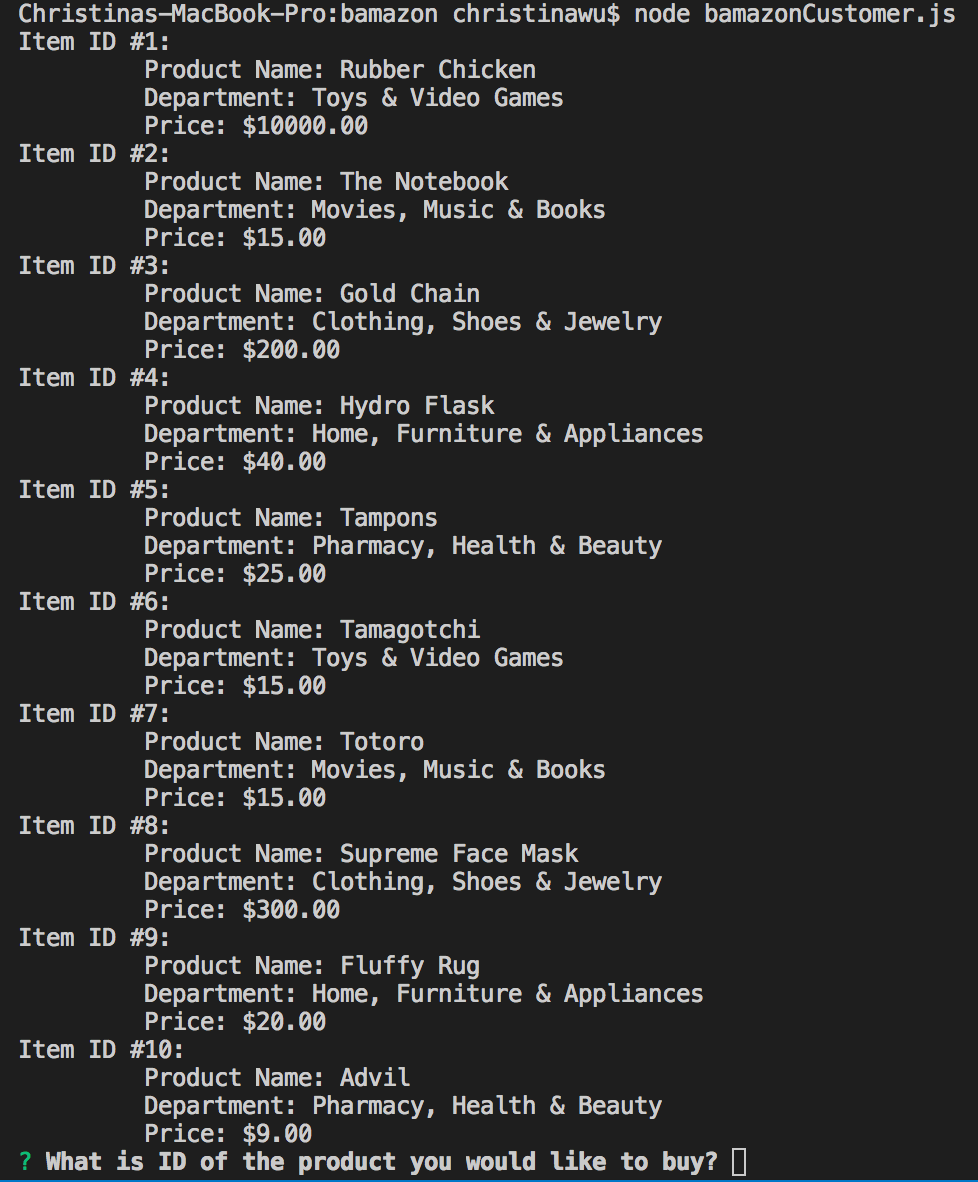 Christinas-MacBook-Pro:bamazon christinawu$ node bamazonCustomer.js
Item ID #1:
Product Name: Rubber Chicken
Department: Toys & Video Games
Price: $10000.00
Item ID #2:
Product Name: The Notebook
Department: Movies, Music & Books
Price: $15.00
Item ID #3:
Product Name: Gold Chain
Department: Clothing, Shoes & Jewelry
Price: $200.00
Item ID #4:
Product Name: Hydro Flask
Department: Home, Furniture & Appliances
Price: $40.00
Item ID #5:
Product Name: Tampons
Department: Pharmacy, Health & Beauty
Price: $25.00
Item ID #6:
Product Name: Tamagotchi
Department: Toys & Video Games
Price: $15.00
Item ID #7:
Product Name: Totoro
Department: Movies, Music & Books
Price: $15.00
Item ID #8:
Product Name: Supreme Face Mask
Department: Clothing, Shoes & Jewelry
Price: $300.00
Item ID #9:
Product Name: Fluffy Rug
Department: Home, Furniture & Appliances
Price: $20.00
Item ID #10:
Product Name: Advil
Department: Pharmacy, Health & Beauty
Price: $9.00
? What is ID of the product you would like to buy?